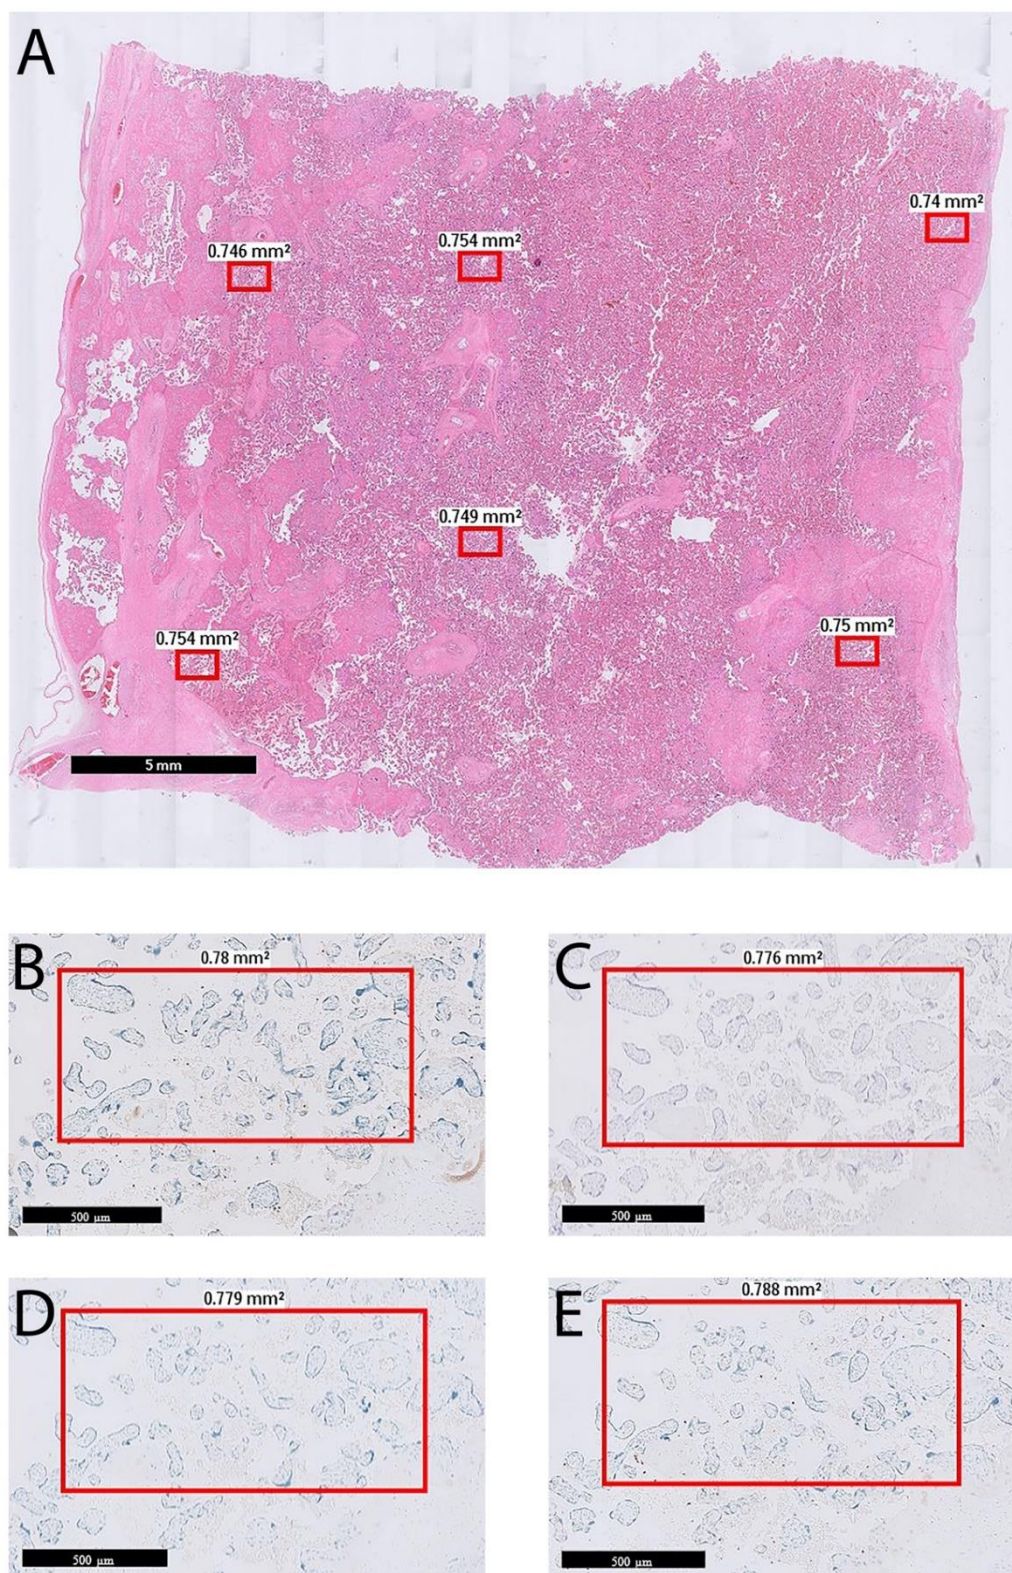 A
0.74 mm²
0.746 mm²
0.754 mm²
0.749 mm²
0.754 mm²
0.75 mm²
5 mm
B
0.78 mm²
500 µm
C
0.776 mm²
500 µm
D
0.779 mm²
500 µm
E
0.788 mm²
500 µm